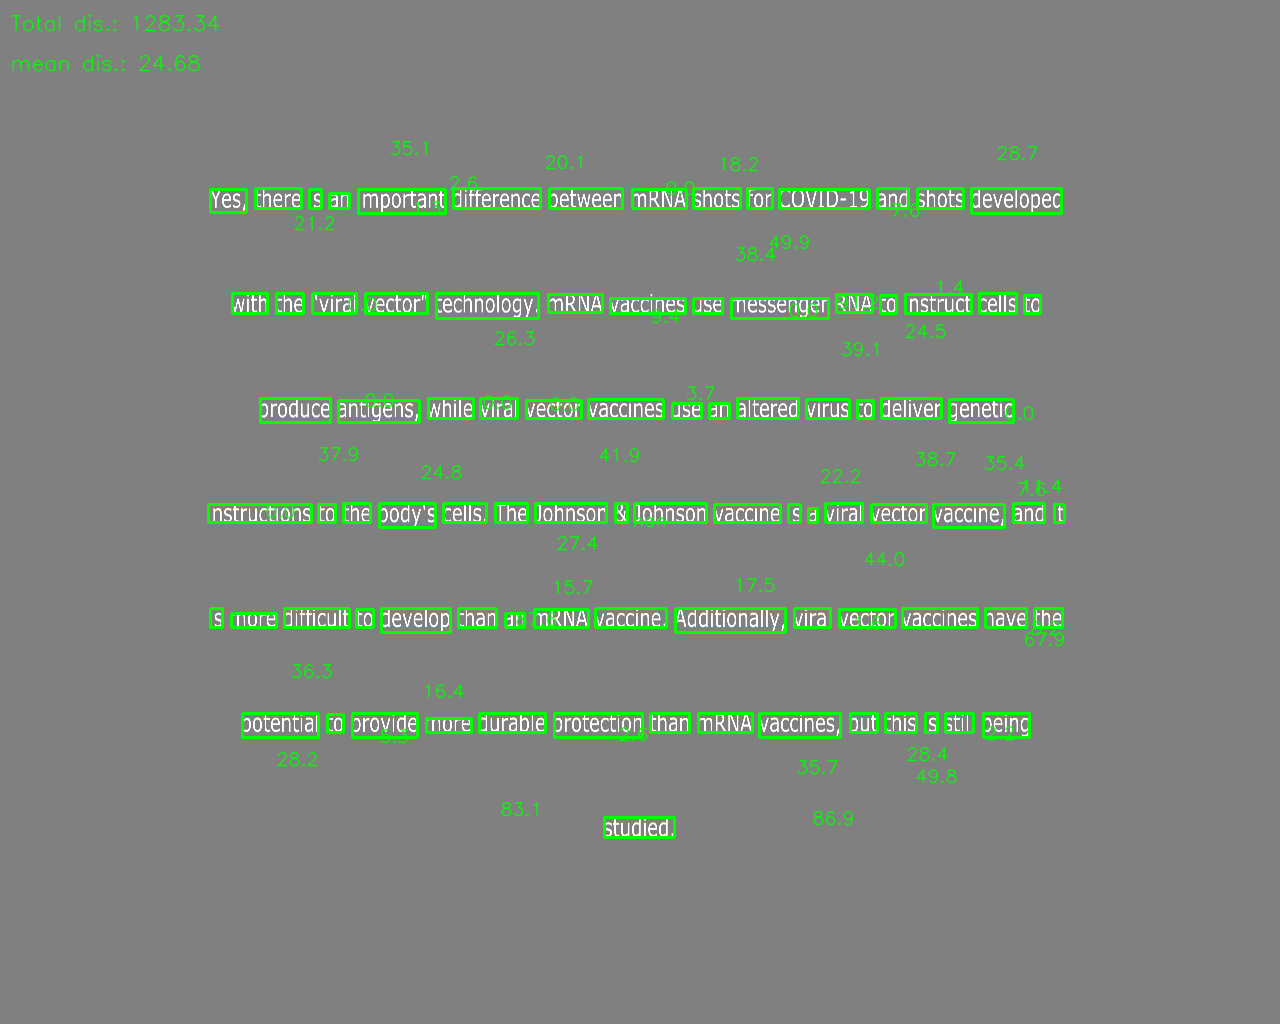 Total dis.: 1283.34
mean dis.: 24.68
35.1 2.6 20.1 0.0 18.2 28.7
Yes, there is an important difference between mRNA shots for COVID-19 and shots developed
21.2 7.6
38.4 49.9 1.4
with the "viral vector" technology, mRNA vaccines use messenger RNA to instruct cells to
26.3 9.4 39.1 24.5
3.7
produce antigens, while viral vector vaccines use an altered virus to deliver genetic
37.9 24.8 41.9 22.2 38.7 35.4 11.4
instructions to the body's cells. The Johnson & Johnson vaccine is a viral vector vaccine, and it
27.4 44.0
15.7 17.5
is more difficult to develop than an mRNA vaccine. Additionally, viral vector vaccines have the
67.9
36.3 16.4
potential to provide more durable protection than mRNA vaccines, but this is still being
28.2 35.7 28.4 49.8
83.1 86.9
studied.